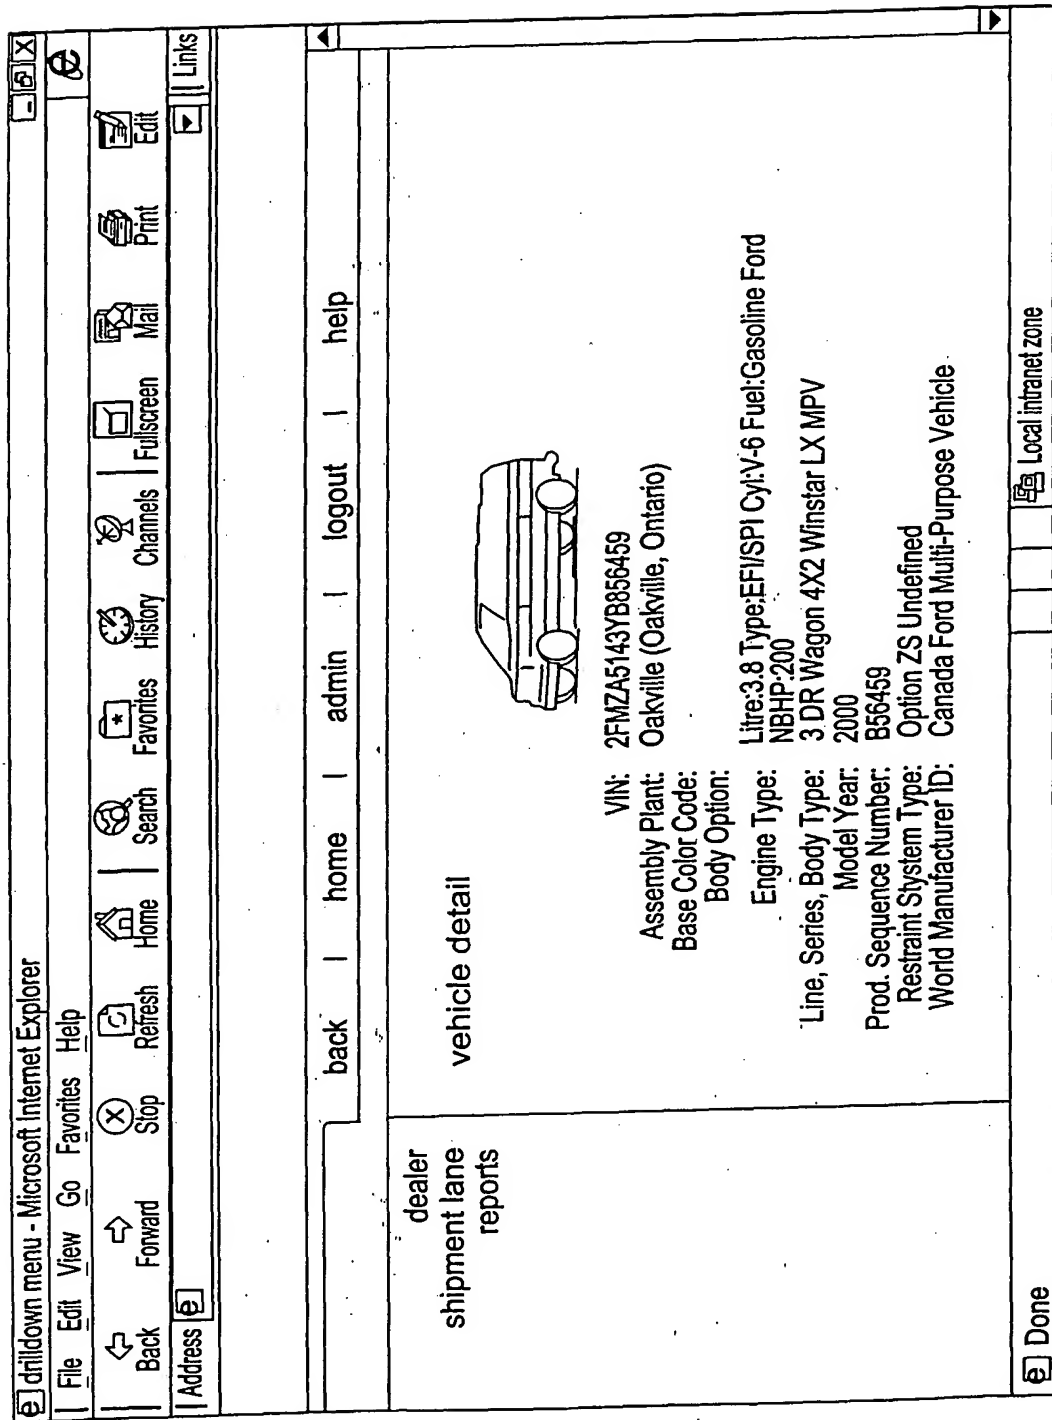 drilldown menu - Microsoft Internet Explorer
File Edit View Go Favorites Help
Back Forward Stop Refresh Home Search Favorites History Channels Fullscreen Mail Print Edit
Address Links
back | home | admin | logout | help
dealer
shipment lane
reports
vehicle detail
VIN: 2FMZA5143YB856459
Assembly Plant: Oakville (Oakville, Ontario)
Base Color Code:
Body Option:
Engine Type: Litre:3.8 Type:EFI/SPI Cyl:V-6 Fuel:Gasoline Ford
NBHP:200
Line, Series, Body Type: 3 DR Wagon 4X2 Winstar LX MPV
Model Year: 2000
Prod. Sequence Number: B56459
Restraint Stystem Type: Option ZS Undefined
World Manufacturer ID: Canada Ford Multi-Purpose Vehicle
Done Local intranet zone